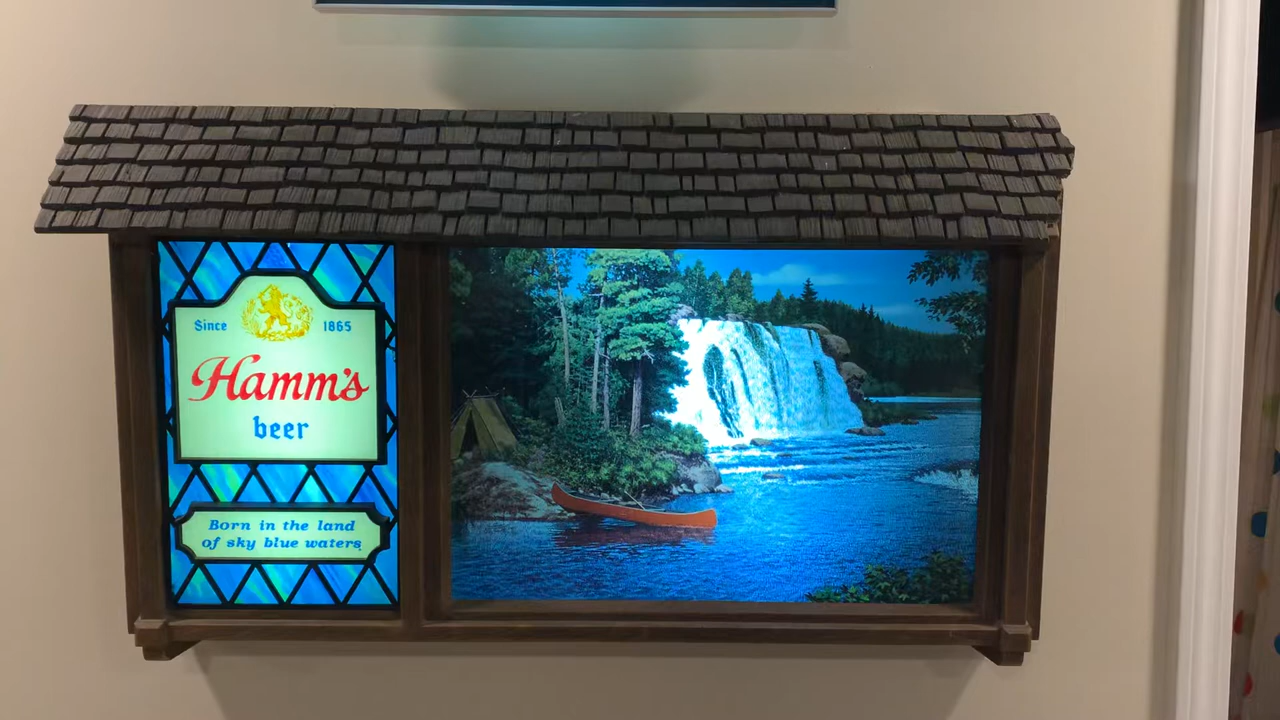 Since 1865
Hamm's
beer
Born in the land
of sky blue waters